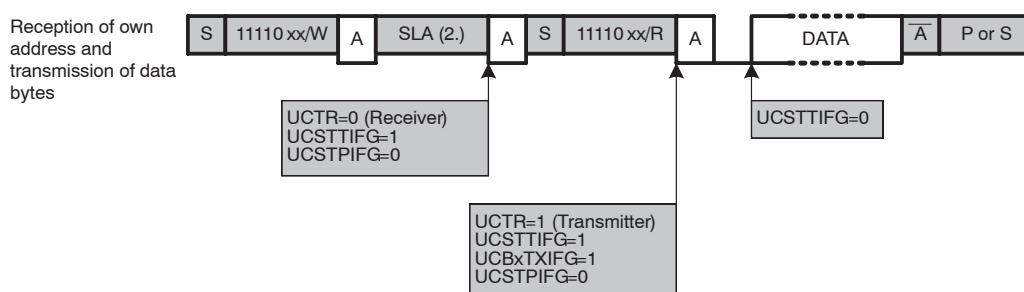 Reception of own
address and
transmission of data
bytes
S 11110 xx/W A SLA (2.) A S 11110 xx/R A DATA A P or S
UCTR=0 (Receiver)
UCSTTIFG=1
UCSTPIFG=0
UCSTTIFG=0
UCTR=1 (Transmitter)
UCSTTIFG=1
UCBxTXIFG=1
UCSTPIFG=0